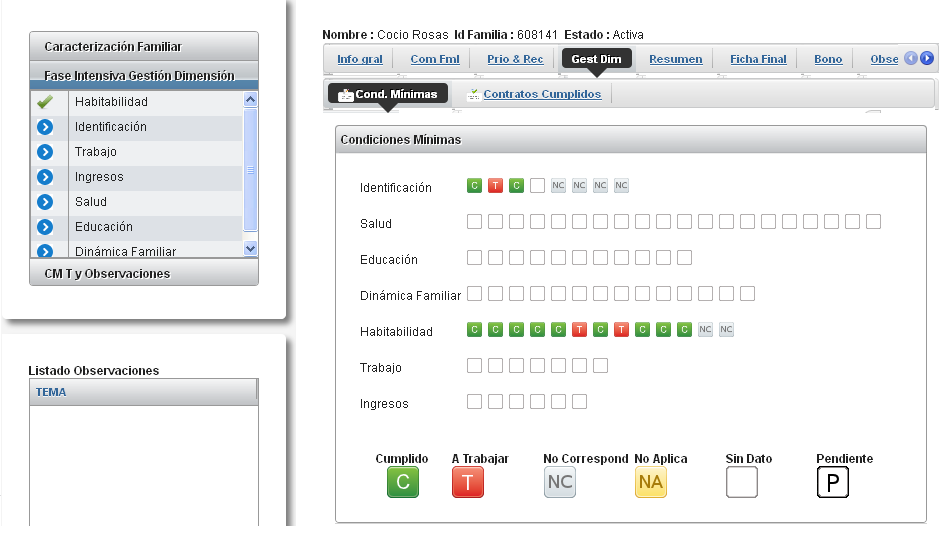 Caracterización Familiar
Fase Intensiva Gestión Dimensión
Habitabilidad
Identificación
Trabajo
Ingresos
Salud
Educación
Dinámica Familiar
CM T y Observaciones
Listado Observaciones
TEMA
Nombre : Cocio Rosas Id Familia : 608141 Estado : Activa
Info gral Com Fml Prio & Rec Gest Dim Resumen Ficha Final Bono Obse
Cond. Mínimas Contratos Cumplidos
Condiciones Mínimas
Identificación C T C NC NC NC NC
Salud
Educación
Dinámica Familiar
Habitabilidad C C C C C T C T C C C NC NC
Trabajo
Ingresos
Cumplido A Trabajar No Correspond No Aplica Sin Dato Pendiente
C T NC NA P